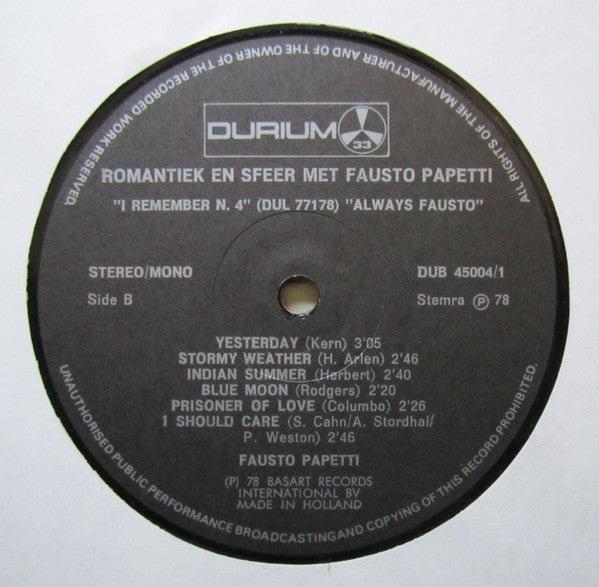 ALL RIGHTS OF THE MANUFACTURER AND OF THE OWNER OF THE RECORDED WORK RESERVED.
DURIUM 33
ROMANTIEK EN SFEER MET FAUSTO PAPETTI
"I REMEMBER N. 4" (DUL 77178) "ALWAYS FAUSTO"
STEREO/MONO DUB 45004/1
Side B Stemra Ⓟ 78
YESTERDAY (Kern) 3'05
STORMY WEATHER (H. Arlen) 2'46
INDIAN SUMMER (Herbert) 2'40
BLUE MOON (Rodgers) 2'20
PRISONER OF LOVE (Columbo) 2'26
I SHOULD CARE (S. Cahn/A. Stordhal/
P. Weston) 2'46
FAUSTO PAPETTI
(P) 78 BASART RECORDS
INTERNATIONAL BV
MADE IN HOLLAND
UNAUTHORISED PUBLIC PERFORMANCE BROADCASTING AND COPYING OF THIS RECORD PROHIBITED.